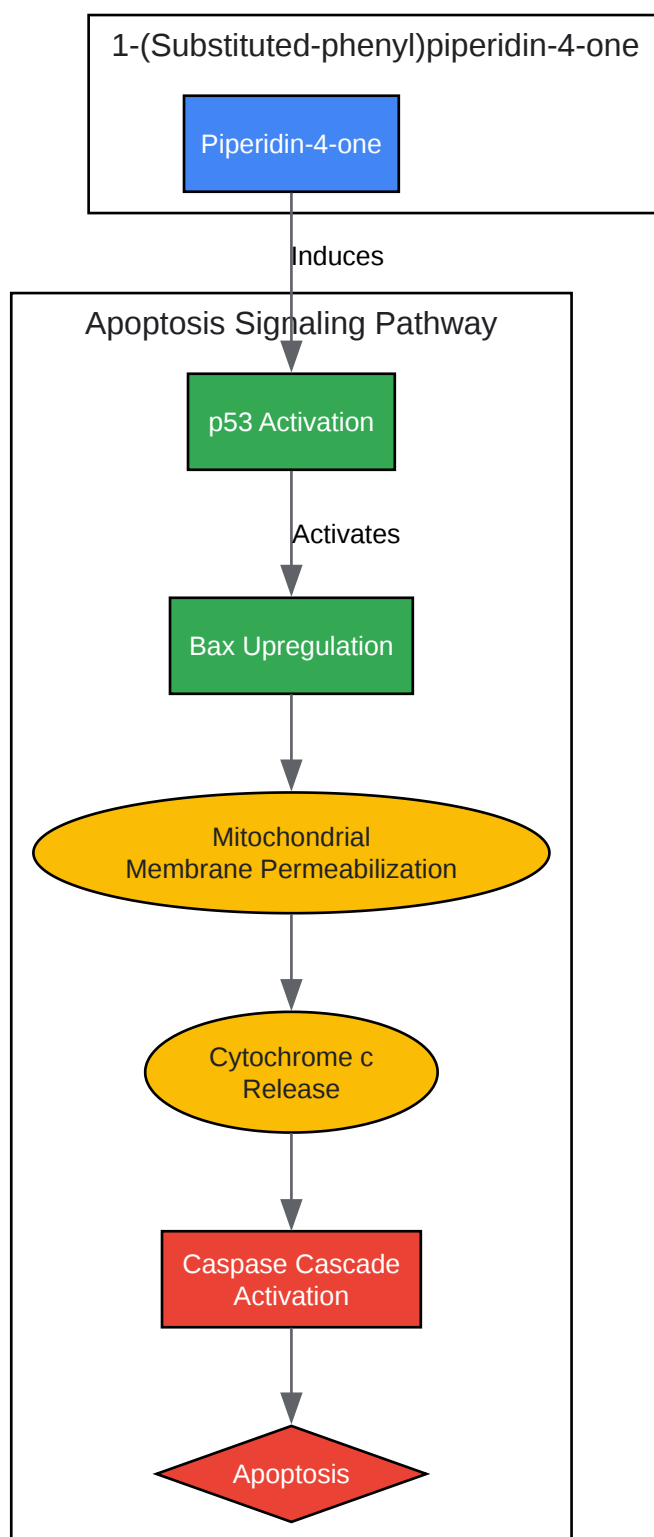 1-(Substituted-phenyl)piperidin-4-one
Piperidin-4-one
Induces
Apoptosis Signaling Pathway
p53 Activation
Activates
Bax Upregulation
Mitochondrial
Membrane Permeabilization
Cytochrome c
Release
Caspase Cascade
Activation
Apoptosis